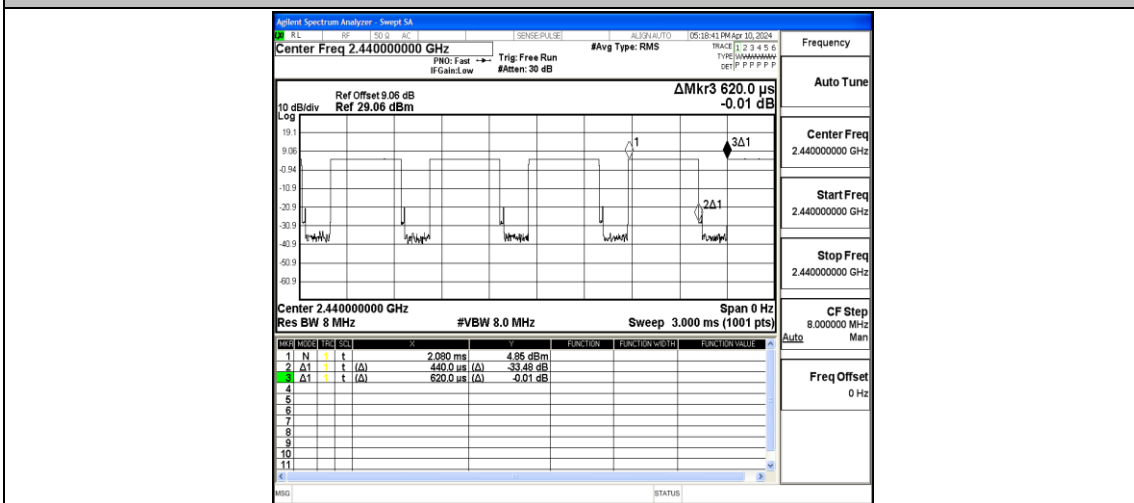 Agilent Spectrum Analyzer - Swept SA
RL RF 50 Ω AC SENSE:PULSE ALIGN AUTO 05:18:41 PM Apr 10, 2024
Center Freq 2.440000000 GHz
PNO: Fast
IFGain:Low
Trig: Free Run
#Atten: 30 dB
#Avg Type: RMS
TRACE 1 2 3 4 5 6
TYPE
DET P P P P P P
Frequency
Auto Tune
Ref Offset 9.06 dB
Ref 29.06 dBm
10 dB/div
Log
ΔMkr3 620.0 µs
-0.01 dB
19.1
9.06
-0.94
-10.9
-20.9
-30.9
-40.9
-50.9
-60.9
1
3Δ1
2Δ1
Center Freq
2.440000000 GHz
Start Freq
2.440000000 GHz
Stop Freq
2.440000000 GHz
Center 2.440000000 GHz
Span 0 Hz
Res BW 8 MHz
#VBW 8.0 MHz
Sweep 3.000 ms (1001 pts)
CF Step
8.000000 MHz
Auto Man
MKR MODE TRC SCL X Y FUNCTION FUNCTION WIDTH FUNCTION VALUE
1 N 1 t 2.080 ms 4.85 dBm
2 Δ1 1 t (Δ) 440.0 µs (Δ) -33.48 dB
3 Δ1 1 t (Δ) 620.0 µs (Δ) -0.01 dB
4
5
6
7
8
9
10
11
Freq Offset
0 Hz
MSG
STATUS